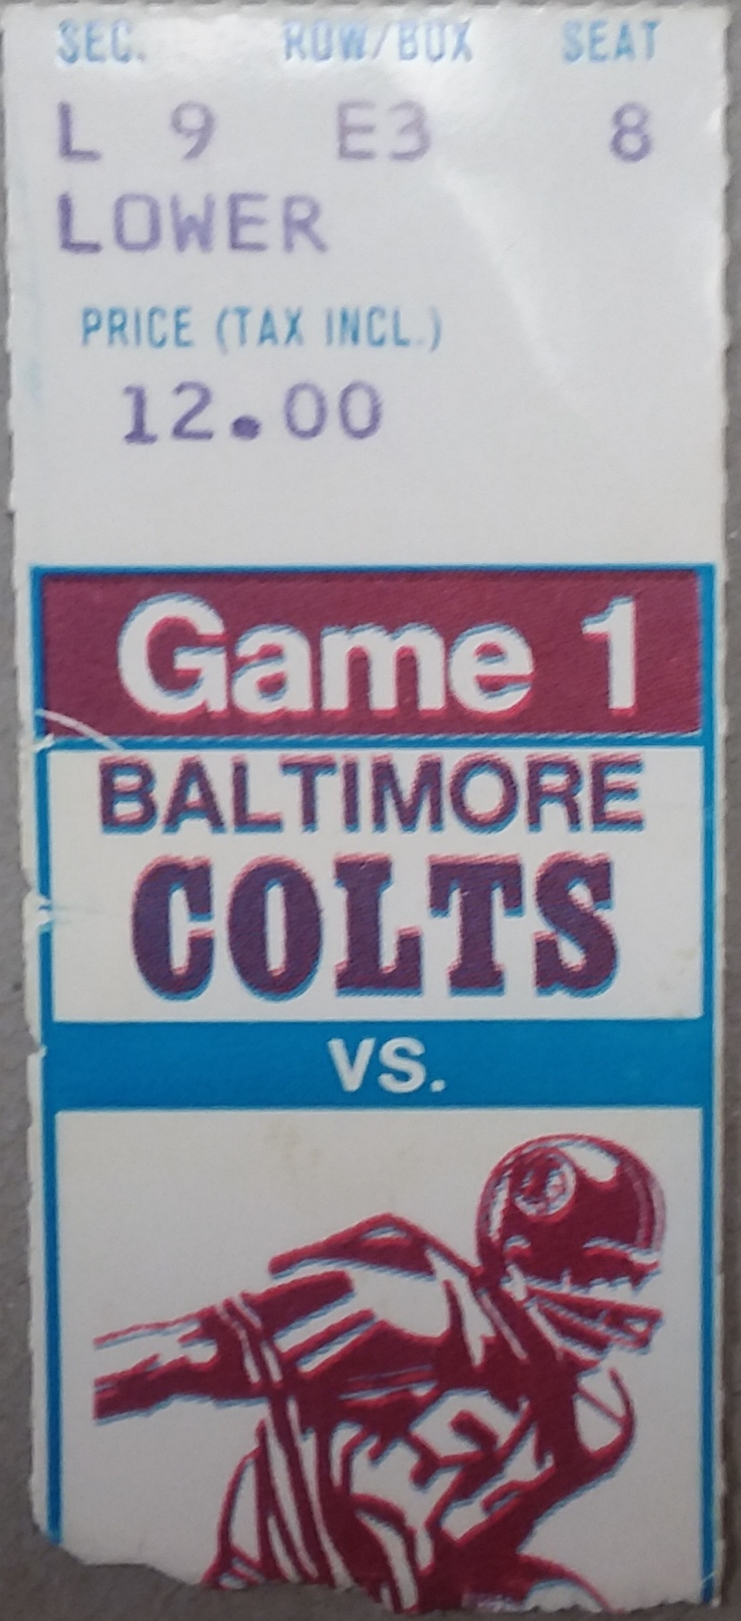 SEC. ROW/BOX SEAT
L 9 E3 8
LOWER
PRICE (TAX INCL.)
12.00
Game 1
BALTIMORE
COLTS
VS.